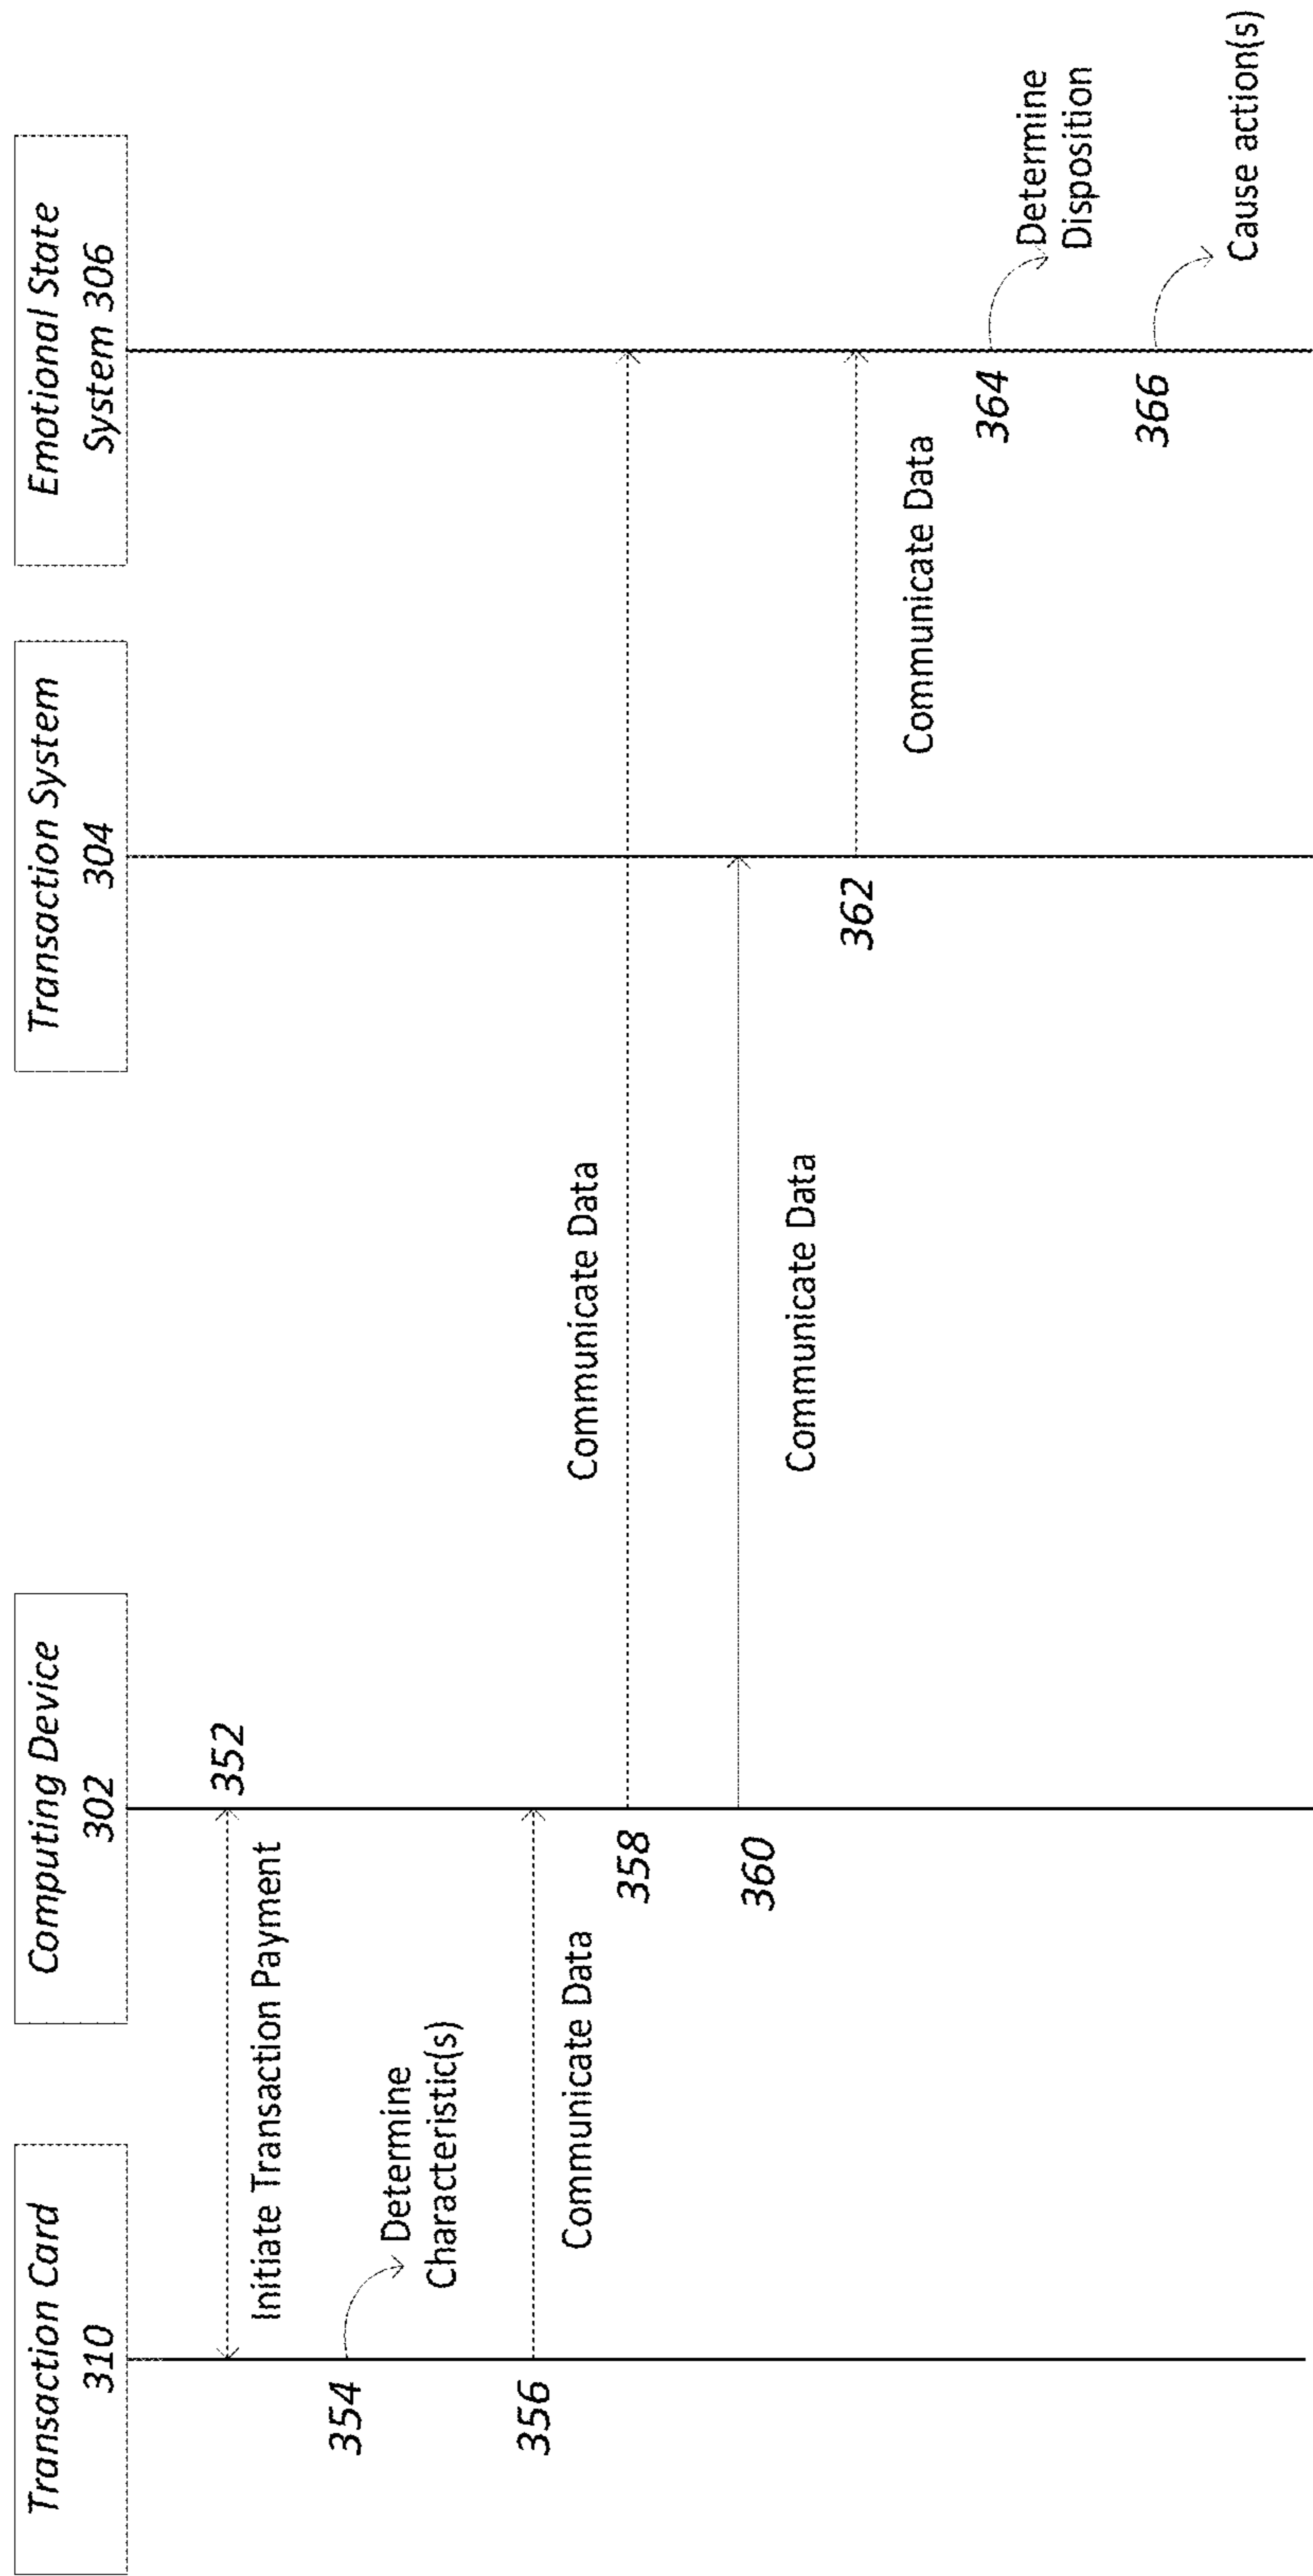 Transaction Card
310
Computing Device
302
Transaction System
304
Emotional State
System 306
352
Initiate Transaction Payment
354
Determine
Characteristic(s)
356
Communicate Data
358
Communicate Data
360
Communicate Data
362
Communicate Data
364
Determine
Disposition
366
Cause action(s)